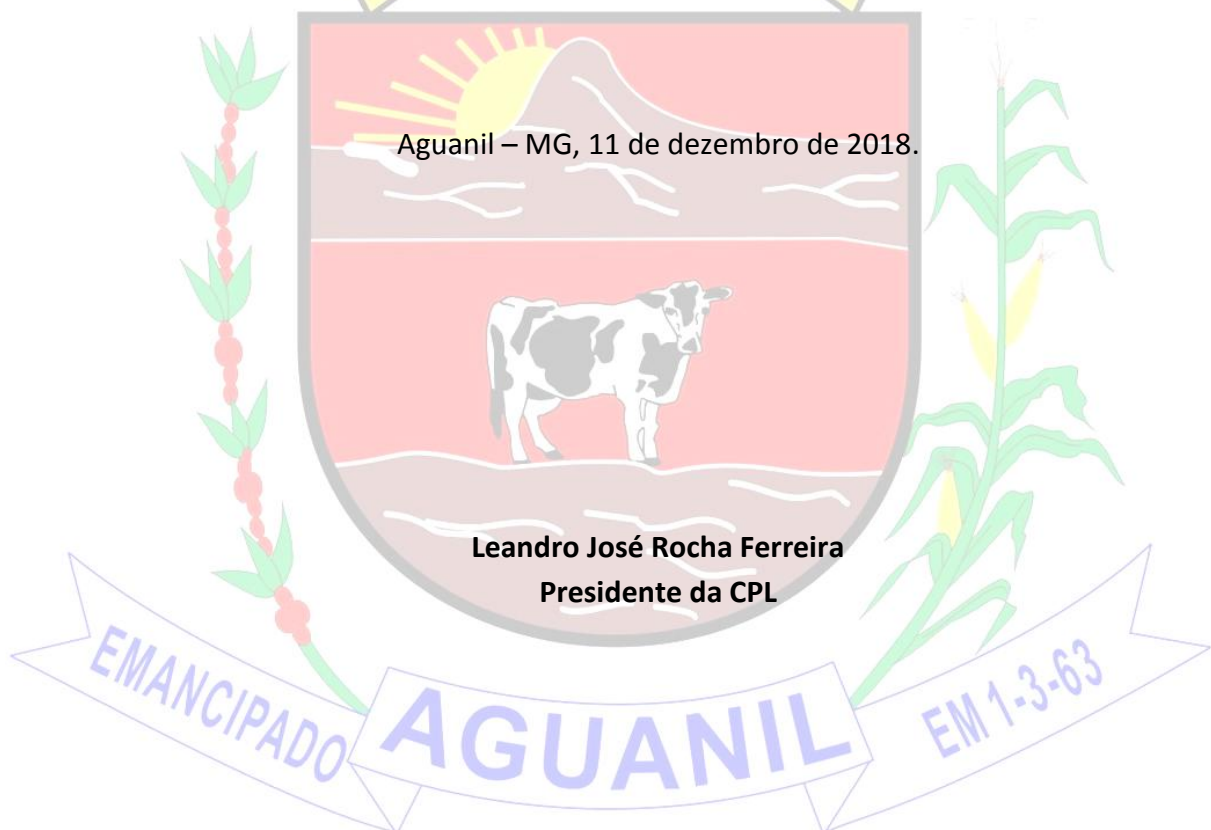 Aguanil – MG, 11 de dezembro de 2018.
Leandro José Rocha Ferreira
Presidente da CPL
EMANCIPADO
AGUANIL
EM 1-3-63